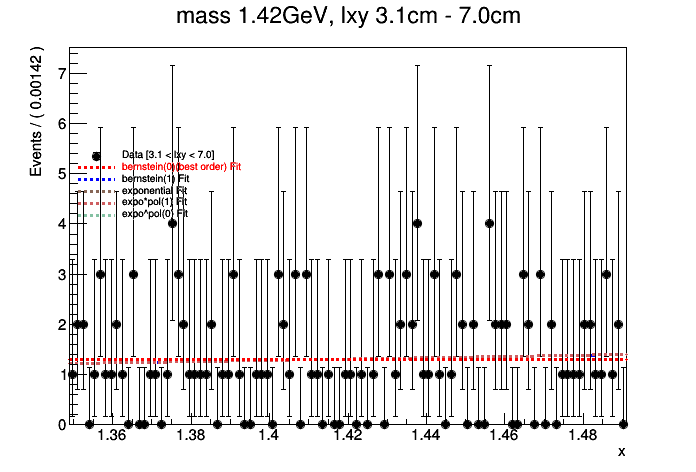 mass 1.42GeV, lxy 3.1cm - 7.0cm
Events / ( 0.00142 )
7
6
5
4
3
2
1
0
Data [3.1 < lxy < 7.0]
bernstein(0)(best order) Fit
bernstein(1) Fit
exponential Fit
expo*pol(1) Fit
expo^pol(0) Fit
1.36 1.38 1.4 1.42 1.44 1.46 1.48
x